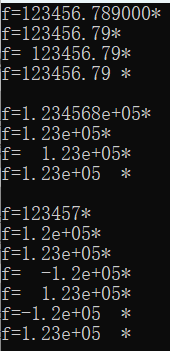 f=123456.789000*
f=123456.79*
f= 123456.79*
f=123456.79 *

f=1.234568e+05*
f=1.23e+05*
f=  1.23e+05*
f=1.23e+05  *

f=123457*
f=1.2e+05*
f=1.23e+05*
f=  -1.2e+05*
f=  1.23e+05*
f=-1.2e+05  *
f=1.23e+05  *